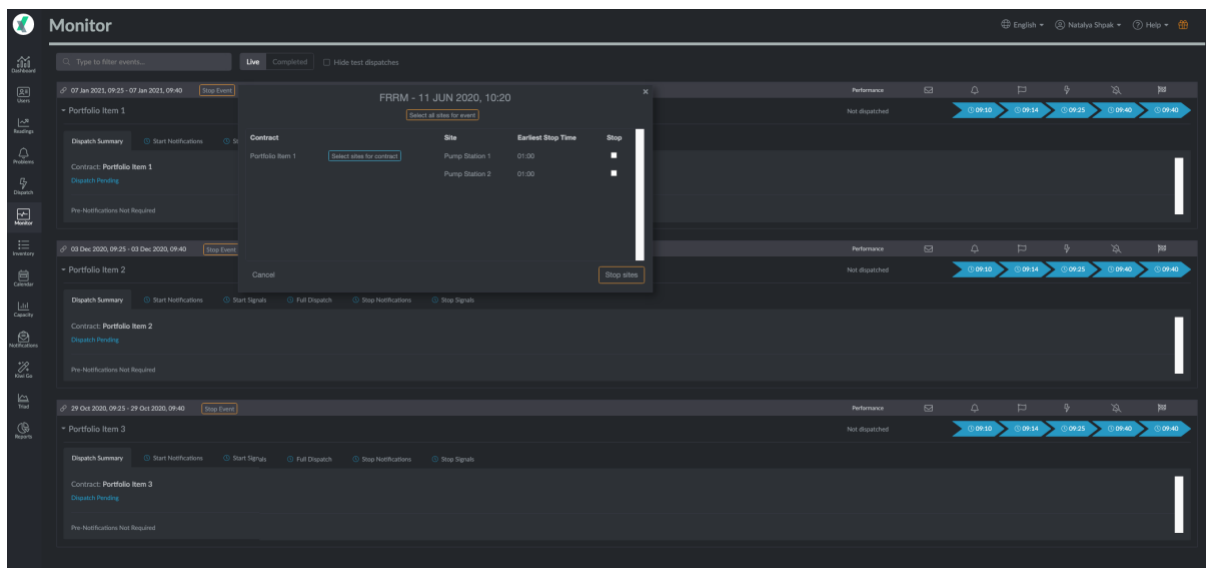 Monitor
English
Natalya Shpak
Help
Dashboard
Users
Readings
Problems
Dispatch
Monitor
Inventory
Calendar
Capacity
Notifications
Kiwi Go
Triad
Reports
Type to filter events...
Live
Completed
Hide test dispatches
07 Jan 2021, 09:25 - 07 Jan 2021, 09:40
Stop Event
Performance
Portfolio Item 1
Not dispatched
09:10
09:14
09:25
09:40
09:40
Dispatch Summary
Start Notifications
St
Contract: Portfolio Item 1
Dispatch Pending
Pre-Notifications Not Required
FRRM - 11 JUN 2020, 10:20
×
Select all sites for event
Contract
Site
Earliest Stop Time
Stop
Portfolio Item 1
Select sites for contract
Pump Station 1
01:00
Pump Station 2
01:00
Cancel
Stop sites
03 Dec 2020, 09:25 - 03 Dec 2020, 09:40
Stop Event
Performance
Portfolio Item 2
Not dispatched
09:10
09:14
09:25
09:40
09:40
Dispatch Summary
Start Notifications
Start Signals
Full Dispatch
Stop Notifications
Stop Signals
Contract: Portfolio Item 2
Dispatch Pending
Pre-Notifications Not Required
29 Oct 2020, 09:25 - 29 Oct 2020, 09:40
Stop Event
Performance
Portfolio Item 3
Not dispatched
09:10
09:14
09:25
09:40
09:40
Dispatch Summary
Start Notifications
Start Signals
Full Dispatch
Stop Notifications
Stop Signals
Contract: Portfolio Item 3
Dispatch Pending
Pre-Notifications Not Required